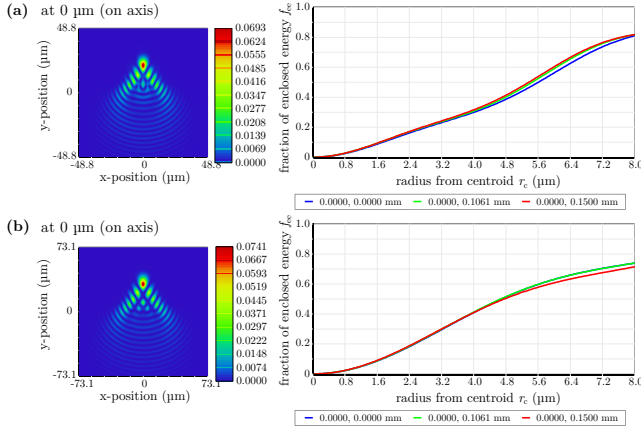 (a) at 0 µm (on axis)
48.8
0
-48.8
y-position (µm)
-48.8 0 48.8
x-position (µm)
0.0693
0.0624
0.0555
0.0485
0.0416
0.0347
0.0277
0.0208
0.0139
0.0069
0.0000
fraction of enclosed energy fee
1.0
0.8
0.6
0.4
0.2
0.0
0 0.8 1.6 2.4 3.2 4.0 4.8 5.6 6.4 7.2 8.0
radius from centroid rc (µm)
0.0000, 0.0000 mm 0.0000, 0.1061 mm 0.0000, 0.1500 mm
(b) at 0 µm (on axis)
73.1
0
-73.1
y-position (µm)
-73.1 0 73.1
x-position (µm)
0.0741
0.0667
0.0593
0.0519
0.0445
0.0371
0.0297
0.0222
0.0148
0.0074
0.0000
fraction of enclosed energy fee
1.0
0.8
0.6
0.4
0.2
0.0
0 0.8 1.6 2.4 3.2 4.0 4.8 5.6 6.4 7.2 8.0
radius from centroid rc (µm)
0.0000, 0.0000 mm 0.0000, 0.1061 mm 0.0000, 0.1500 mm